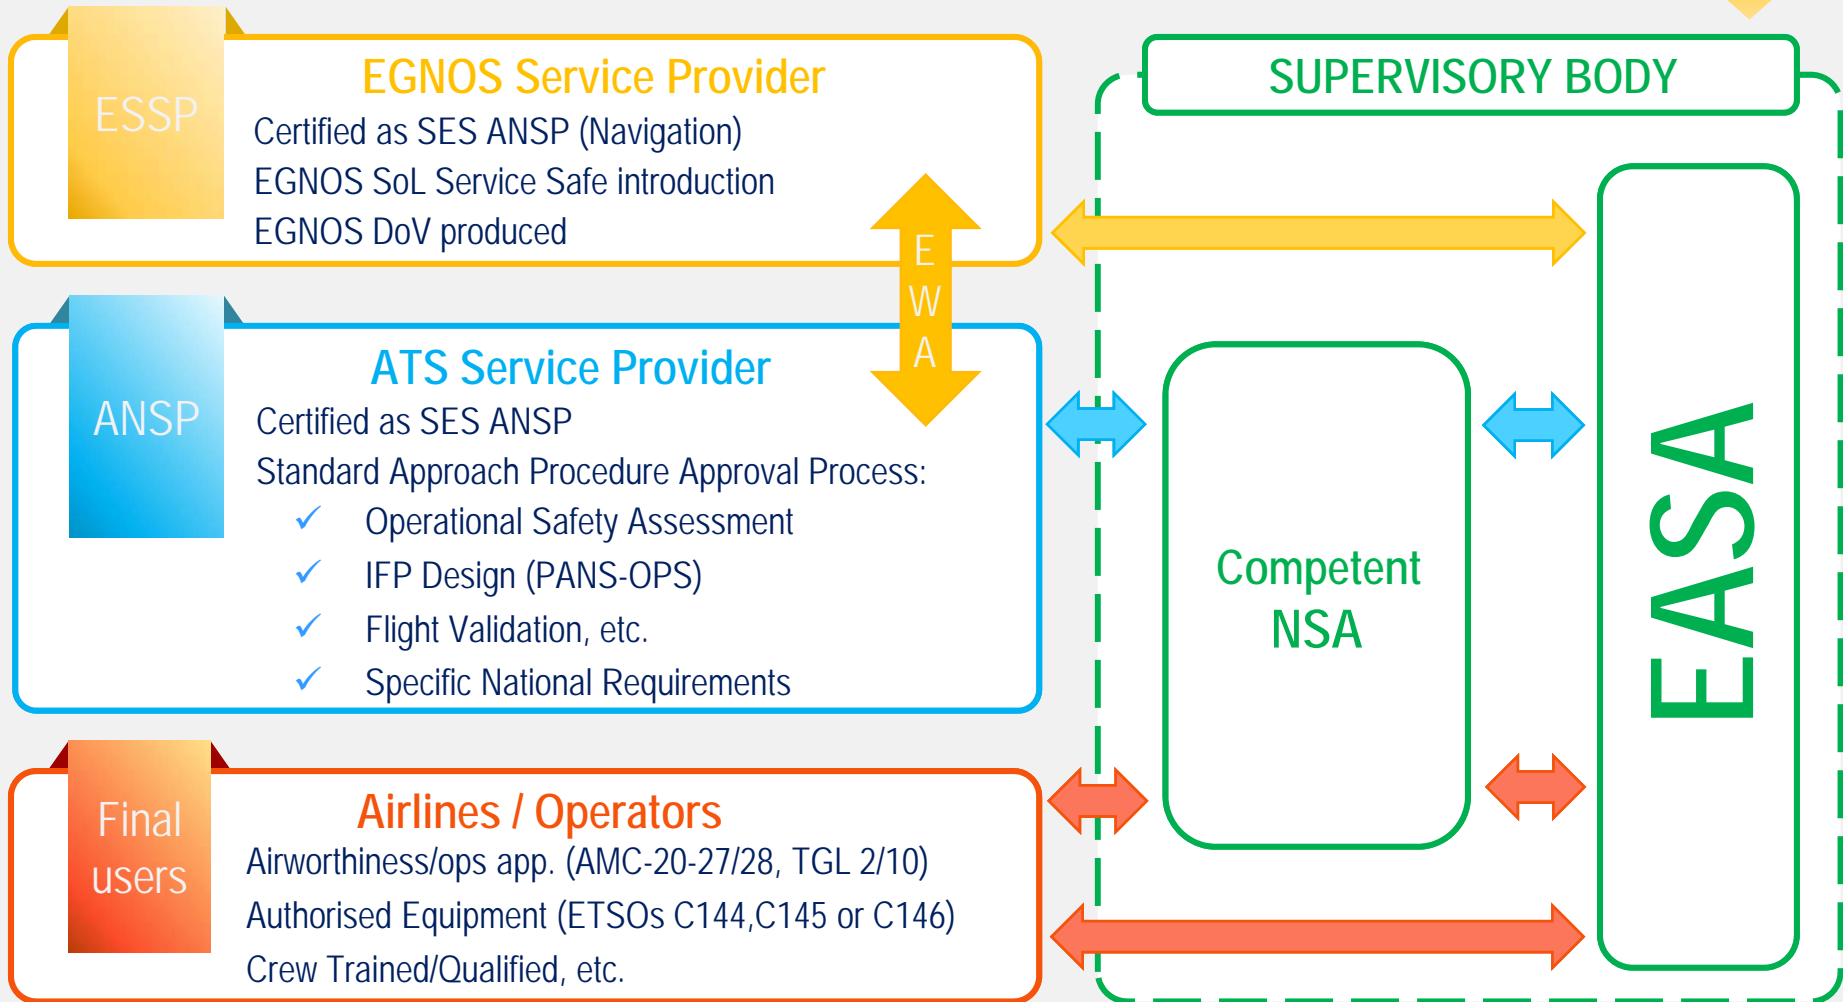 ESSP
EGNOS Service Provider
Certified as SES ANSP (Navigation)
EGNOS SoL Service Safe introduction
EGNOS DoV produced
E
W
A
ANSP
ATS Service Provider
Certified as SES ANSP
Standard Approach Procedure Approval Process:
✓ Operational Safety Assessment
✓ IFP Design (PANS-OPS)
✓ Flight Validation, etc.
✓ Specific National Requirements
Final
users
Airlines / Operators
Airworthiness/ops app. (AMC-20-27/28, TGL 2/10)
Authorised Equipment (ETSOs C144,C145 or C146)
Crew Trained/Qualified, etc.
SUPERVISORY BODY
Competent
NSA
EASA